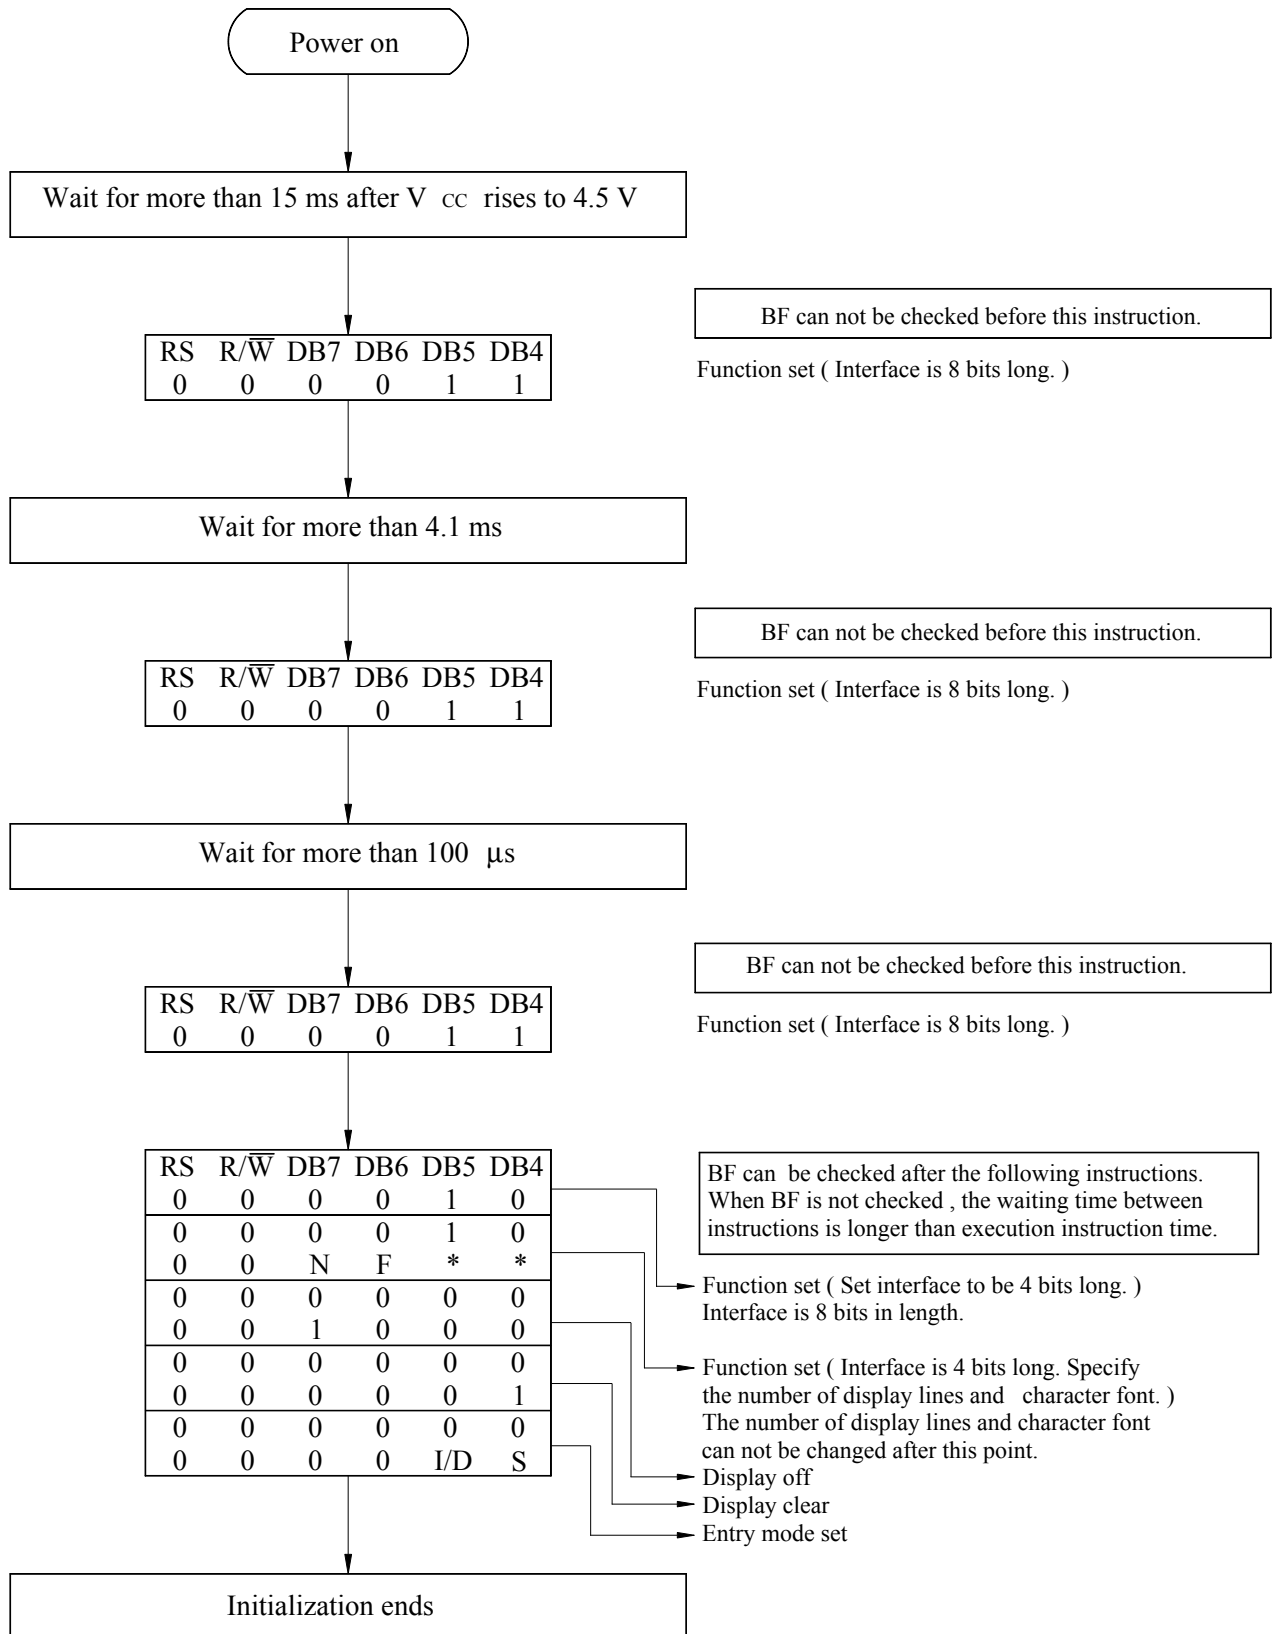 Power on
Wait for more than 15 ms after V CC rises to 4.5 V
BF can not be checked before this instruction.
RS R/W̅ DB7 DB6 DB5 DB4
0 0 0 0 1 1
Function set ( Interface is 8 bits long. )
Wait for more than 4.1 ms
BF can not be checked before this instruction.
RS R/W̅ DB7 DB6 DB5 DB4
0 0 0 0 1 1
Function set ( Interface is 8 bits long. )
Wait for more than 100 µs
BF can not be checked before this instruction.
RS R/W̅ DB7 DB6 DB5 DB4
0 0 0 0 1 1
Function set ( Interface is 8 bits long. )
RS R/W̅ DB7 DB6 DB5 DB4
0 0 0 0 1 0
0 0 0 0 1 0
0 0 N F * *
0 0 0 0 0 0
0 0 1 0 0 0
0 0 0 0 0 0
0 0 0 0 0 1
0 0 0 0 0 0
0 0 0 0 I/D S
BF can be checked after the following instructions.
When BF is not checked , the waiting time between
instructions is longer than execution instruction time.
Function set ( Set interface to be 4 bits long. )
Interface is 8 bits in length.
Function set ( Interface is 4 bits long. Specify
the number of display lines and character font. )
The number of display lines and character font
can not be changed after this point.
Display off
Display clear
Entry mode set
Initialization ends